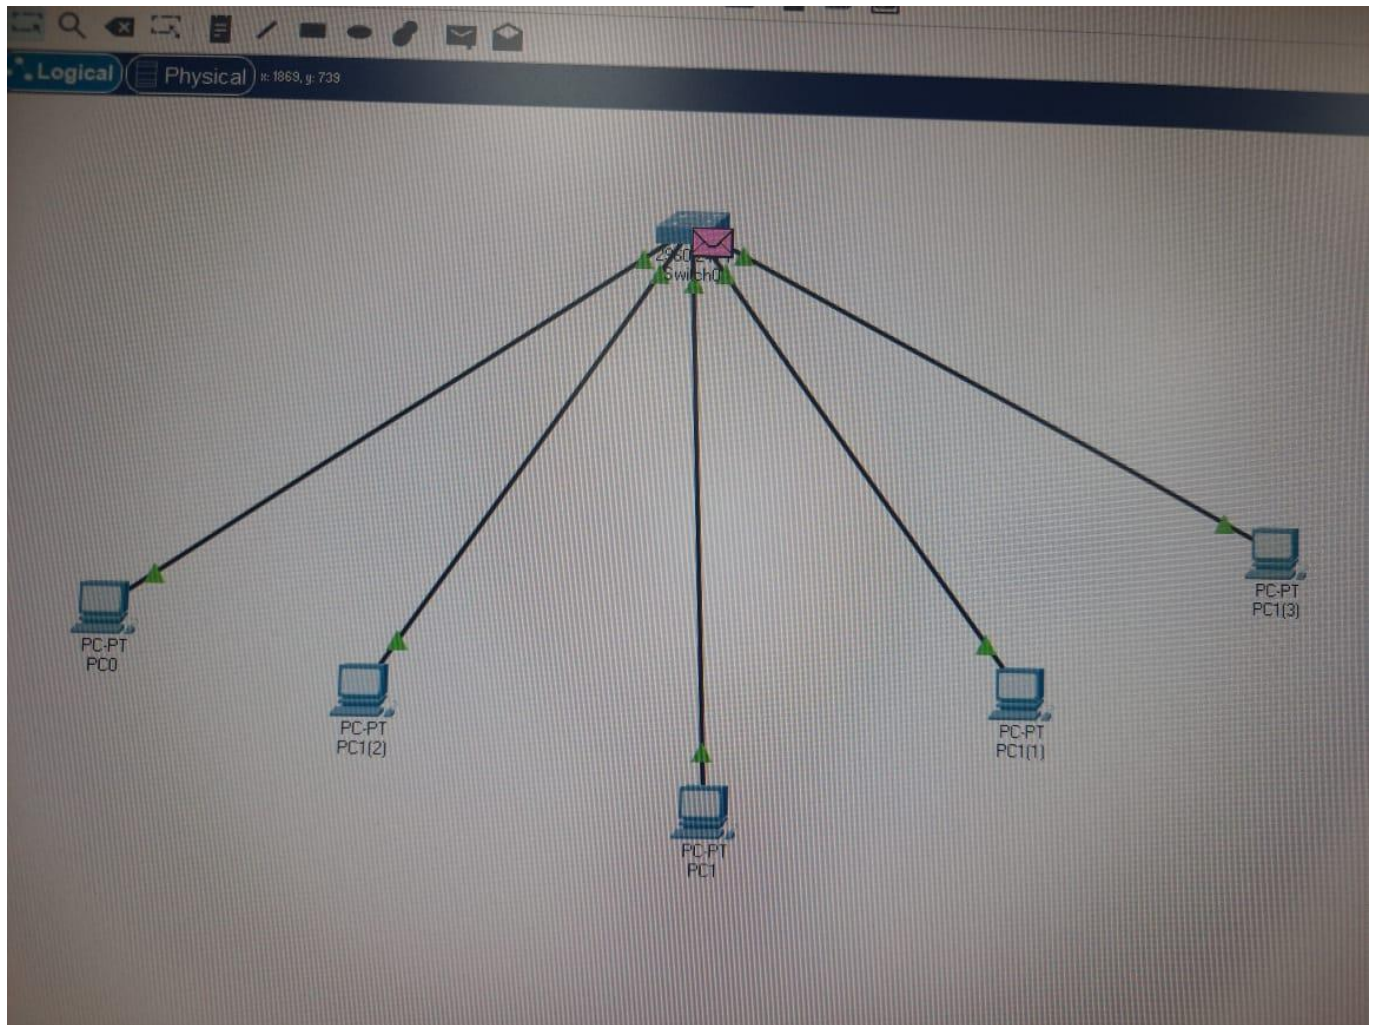 Logical
Physical
x: 1869, y: 739
Switch0
PC-PT
PC0
PC-PT
PC1(2)
PC-PT
PC1
PC-PT
PC1(1)
PC-PT
PC1(3)